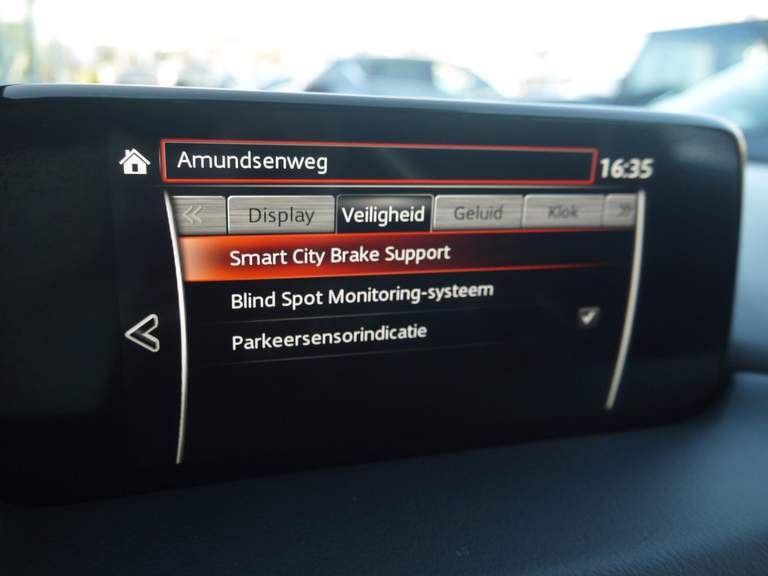 Amundsenweg 16:35
Display Veiligheid Geluid Klok
Smart City Brake Support
Blind Spot Monitoring-systeem
Parkeersensorindicatie